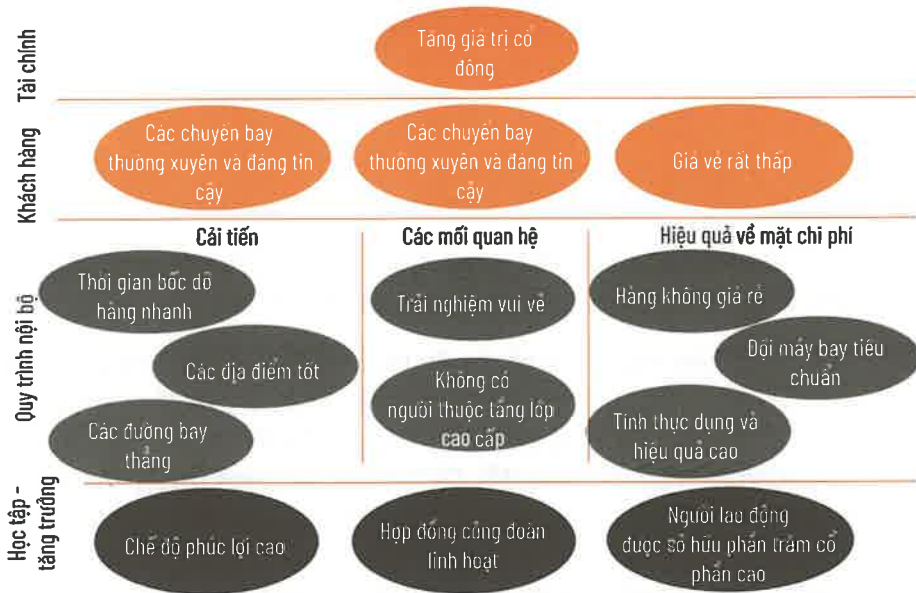 Tài chính
Tăng giá trị cổ
đông
Khách hàng
Các chuyến bay
thường xuyên và đáng tin
cậy
Các chuyến bay
thường xuyên và đáng tin
cậy
Giá vé rất thấp
Quy trình nội bộ
Cải tiến
Thời gian bốc dỡ
hàng nhanh
Các địa điểm tốt
Các đường bay
thẳng
Các mối quan hệ
Trải nghiệm vui vẻ
Không có
người thuộc tầng lớp
cao cấp
Hiệu quả về mặt chi phí
Hàng không giá rẻ
Đội máy bay tiêu
chuẩn
Tính thực dụng và
hiệu quả cao
Học tập -
tăng trưởng
Chế độ phúc lợi cao
Hợp đồng công đoàn
linh hoạt
Người lao động
được sở hữu phần trăm cổ
phần cao